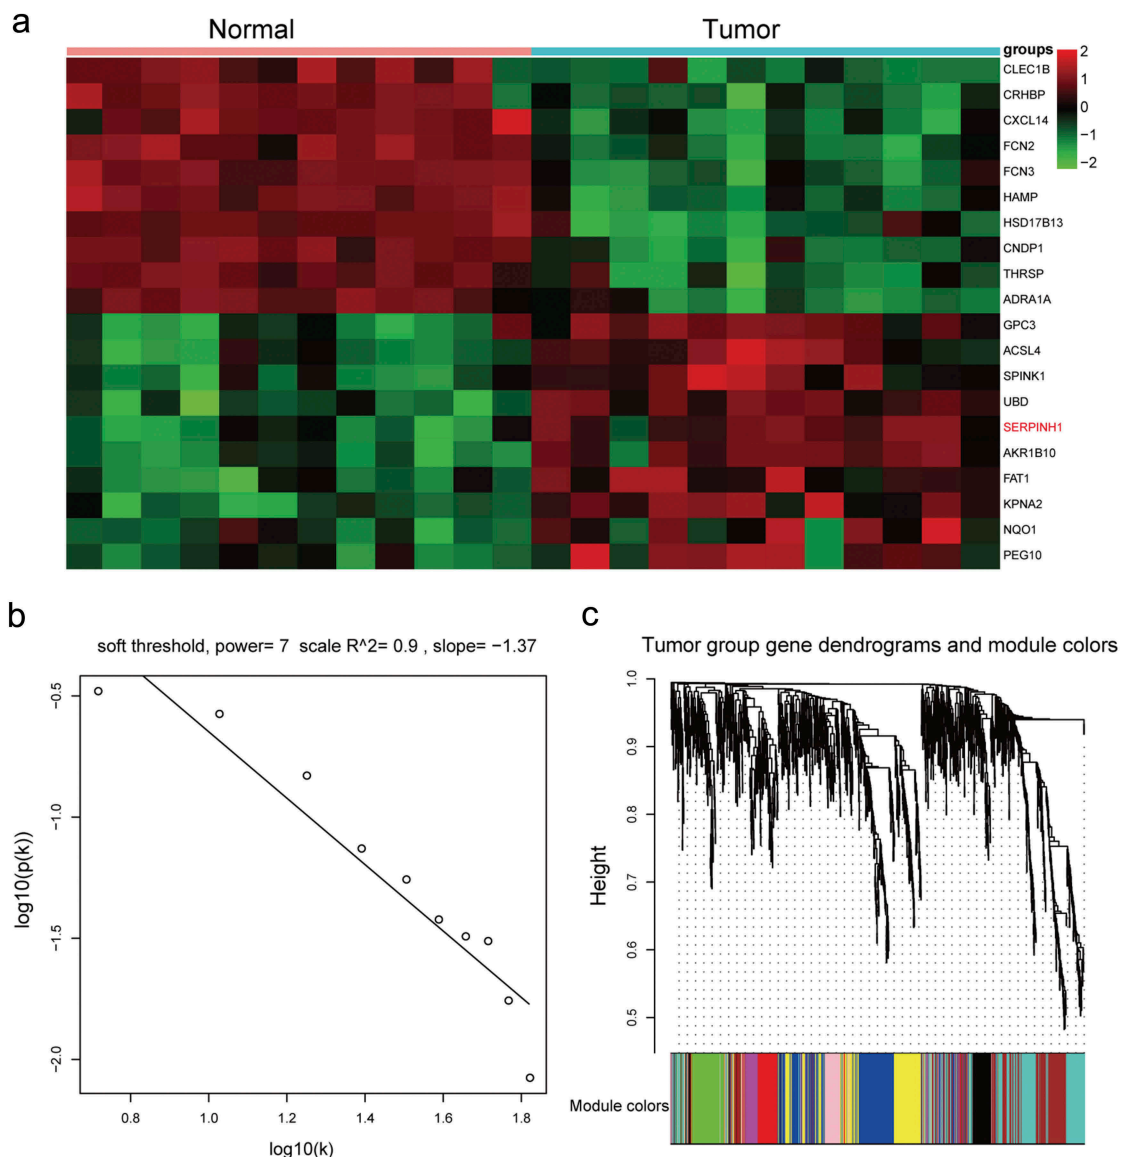 a
Normal
Tumor
groups
2
1
0
−1
−2
CLEC1B
CRHBP
CXCL14
FCN2
FCN3
HAMP
HSD17B13
CNDP1
THRSP
ADRA1A
GPC3
ACSL4
SPINK1
UBD
SERPINH1
AKR1B10
FAT1
KPNA2
NQO1
PEG10
b
soft threshold, power= 7 scale R^2= 0.9 , slope= −1.37
log10(p(k))
−0.5
−1.0
−1.5
−2.0
0.8
1.0
1.2
1.4
1.6
1.8
log10(k)
c
Tumor group gene dendrograms and module colors
Height
1.0
0.9
0.8
0.7
0.6
0.5
Module colors